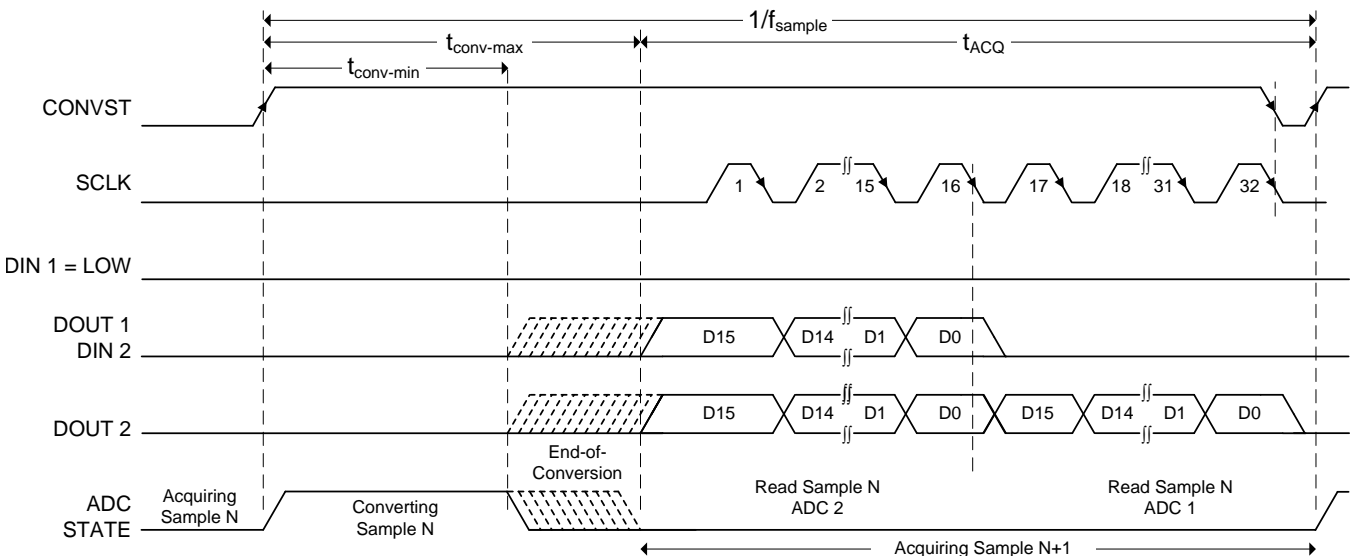 1/fsample
tconv-max
tACQ
tconv-min
CONVST
SCLK
1 2 15 16 17 18 31 32
DIN 1 = LOW
DOUT 1
DIN 2
D15 D14 D1 D0
DOUT 2
D15 D14 D1 D0 D15 D14 D1 D0
End-of-
Conversion
ADC
STATE
Acquiring
Sample N
Converting
Sample N
Read Sample N
ADC 2
Read Sample N
ADC 1
Acquiring Sample N+1